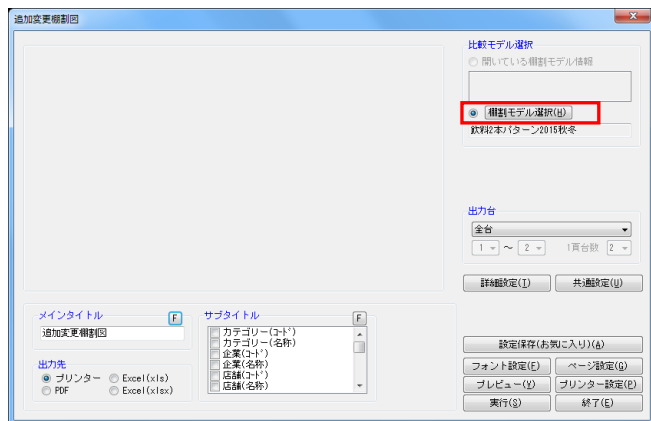 追加変更棚割図
比較モデル選択
開いている棚割モデル情報
棚割モデル選択(H)
飲料2本パターン2015秋冬
出力台
全台
1 ~ 2 1頁台数 2
詳細設定(T) 共通設定(U)
メインタイトル F
追加変更棚割図
サブタイトル F
カテゴリー(コード)
カテゴリー(名称)
企業(コード)
企業(名称)
店舗(コード)
店舗(名称)
出力先
プリンター Excel(xls)
PDF Excel(xlsx)
設定保存(お気に入り)(A)
フォント設定(F) ページ設定(G)
プレビュー(V) プリンター設定(P)
実行(S) 終了(E)